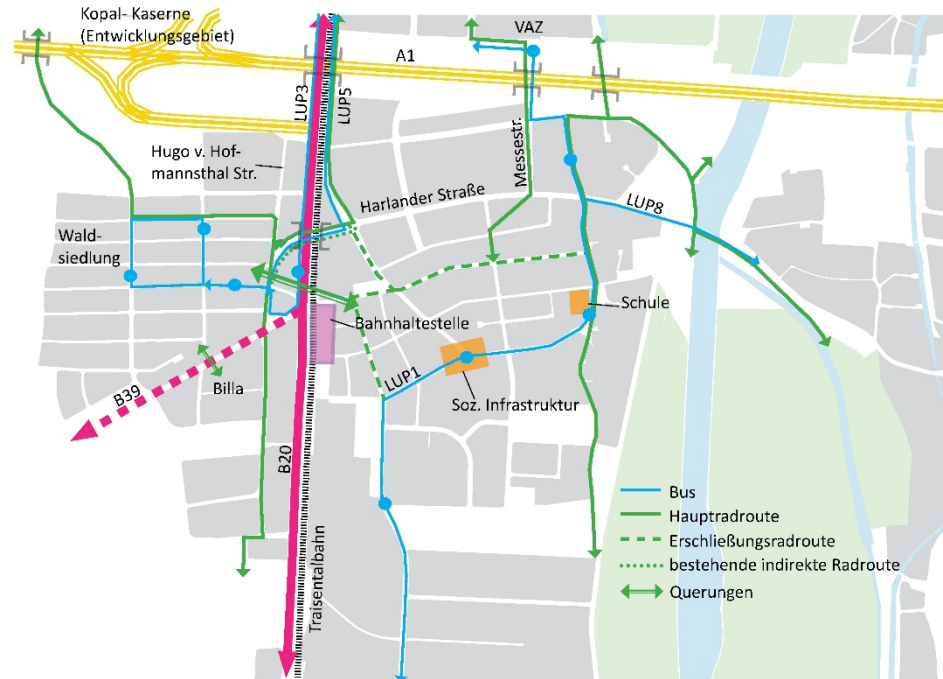 Kopal- Kaserne
(Entwicklungsgebiet)
VAZ
A1
LUP3
LUP5
Hugo v. Hof-
mannsthal Str.
Messestr.
Harlander Straße
LUP8
Wald-
siedlung
Schule
Bahnhaltestelle
B39
Billa
LUP1
Soz. Infrastruktur
B20
Traisentalbahn
Bus
Hauptradroute
Erschließungsradroute
bestehende indirekte Radroute
Querungen